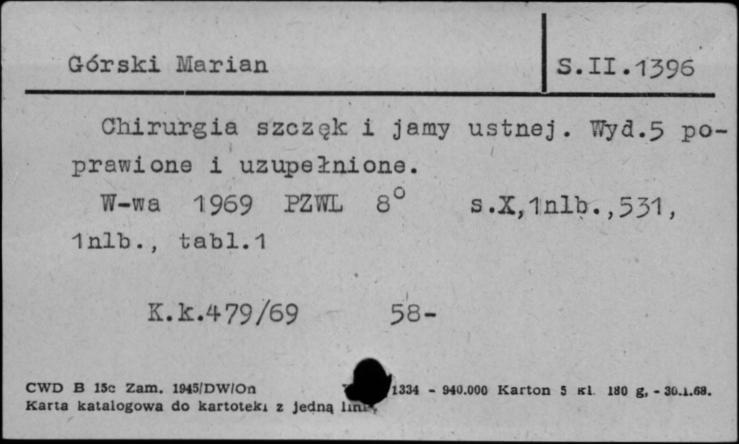 Górski Marian
S.II.1396
Chirurgia szczęk i jamy ustnej. Wyd.5 po-
prawione i uzupełnione.
W-wa 1969 PZWL 8° s.X,1nlb.,531,
1nlb., tabl.1
K.k.479/69 58-
CWD B 15c Zam. 1945/DW/On 1334 - 940.000 Karton 5 kl. 180 g. - 30.1.68.
Karta katalogowa do kartoteki z jedną